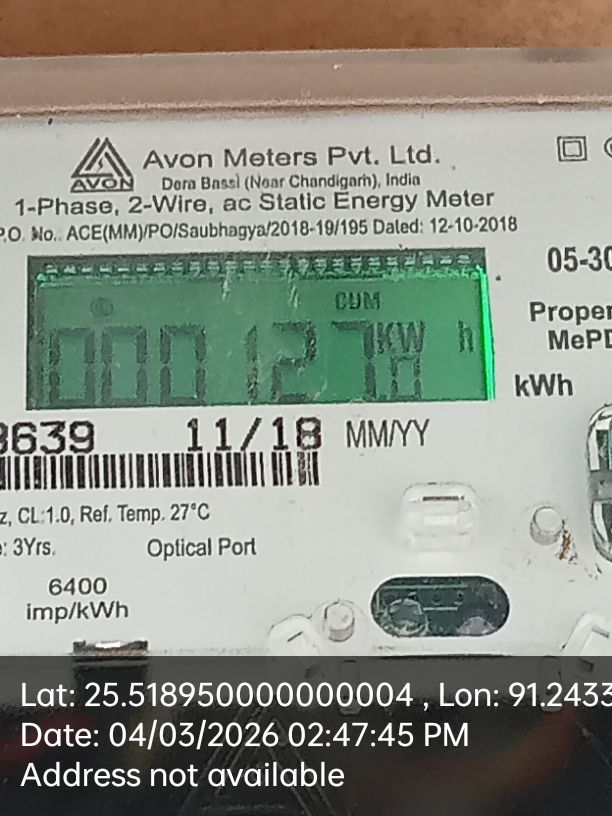 AVON
Avon Meters Pvt. Ltd.
Dera Bassi (Near Chandigarh), India
1-Phase, 2-Wire, ac Static Energy Meter
P.O. No.: ACE(MM)/PO/Saubhagya/2018-19/195 Dated: 12-10-2018
05-30
CUM
000127 KW h
Proper
MePD
kWh
3639 11/18 MM/YY
z, CL:1.0, Ref. Temp. 27°C
e: 3Yrs. Optical Port
6400
imp/kWh
Lat: 25.518950000000004 , Lon: 91.2433
Date: 04/03/2026 02:47:45 PM
Address not available